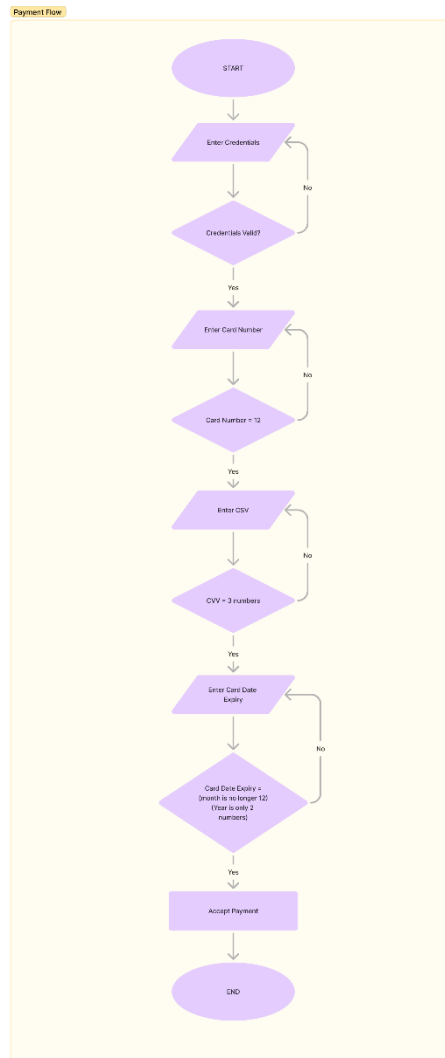 Payment Flow
START
Enter Credentials
No
Credentials Valid?
Yes
Enter Card Number
No
Card Number = 12
Yes
Enter CSV
No
CVV = 3 numbers
Yes
Enter Card Date
Expiry
No
Card Date Expiry =
(month is no longer 12)
(Year is only 2
numbers)
Yes
Accept Payment
END